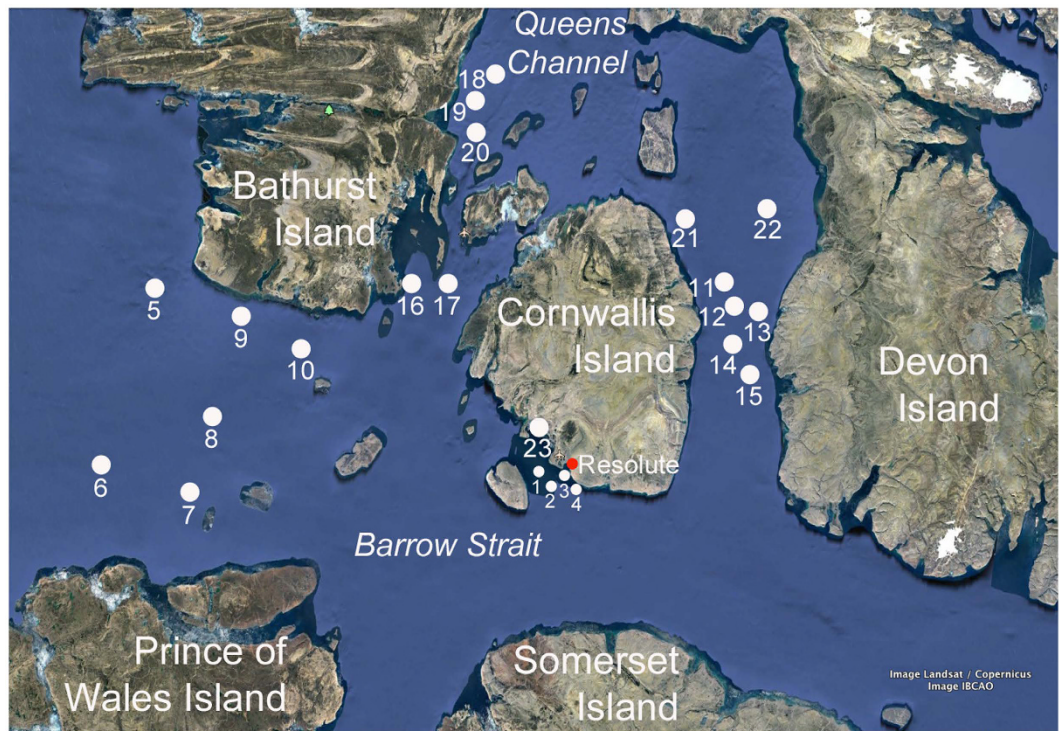 Queens
Channel
18
19
20
Bathurst
Island
21
22
5
16
17
11
9
12
13
Cornwallis
Island
10
14
15
Devon
Island
8
23
Resolute
6
7
1
2
3
4
Barrow Strait
Prince of
Wales Island
Somerset
Island
Image Landsat / Copernicus
Image IBCAO